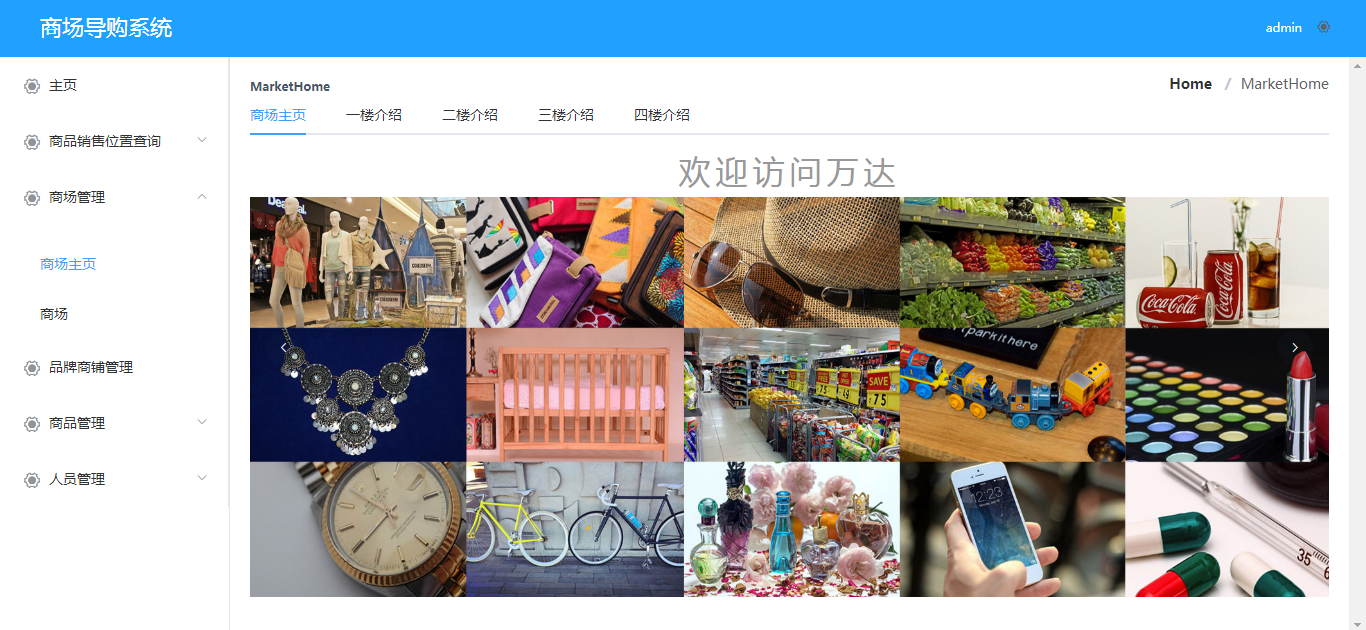 商场导购系统
admin
主页
商品销售位置查询
商场管理
商场主页
商场
品牌商铺管理
商品管理
人员管理
MarketHome
Home / MarketHome
商场主页 一楼介绍 二楼介绍 三楼介绍 四楼介绍
欢迎访问万达
Coca-Cola
Coca-Cola
parkithere
SAVE
75
12:23
35